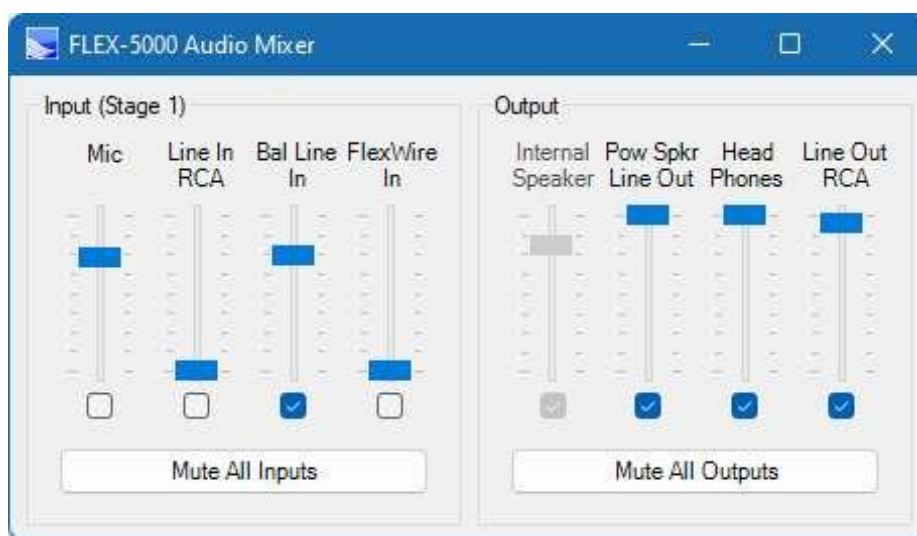 FLEX-5000 Audio Mixer
Input (Stage 1)
Mic
Line In
RCA
Bal Line
In
FlexWire
In
Mute All Inputs
Output
Internal
Speaker
Pow Spkr
Line Out
Head
Phones
Line Out
RCA
Mute All Outputs